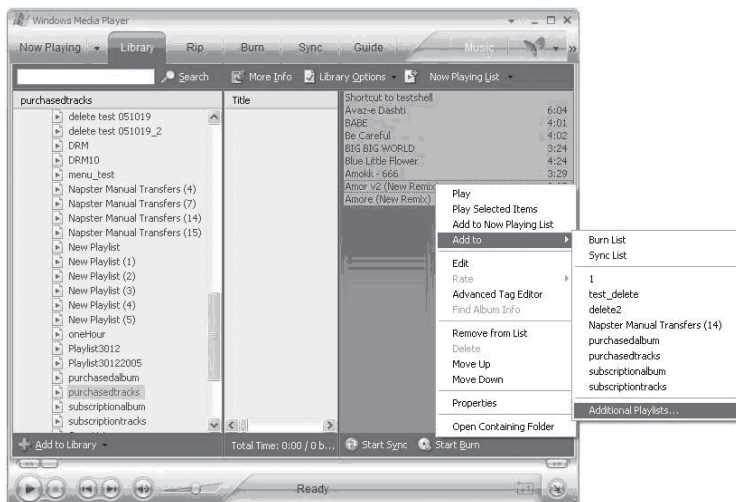 Windows Media Player
Now Playing
Library
Rip
Burn
Sync
Guide
Music
Search
More Info
Library Options
Now Playing List
purchasedtracks
delete test 051019
delete test 051019_2
DRM
DRM10
menu_test
Napster Manual Transfers (4)
Napster Manual Transfers (7)
Napster Manual Transfers (14)
Napster Manual Transfers (15)
New Playlist
New Playlist (1)
New Playlist (2)
New Playlist (3)
New Playlist (4)
New Playlist (5)
oneHour
Playlist3012
Playlist30122005
purchasedalbum
purchasedtracks
subscriptionalbum
subscriptiontracks
Add to Library
Title
Total Time: 0:00 / 0 b...
Shortcut to testshell
Avaz-e Dashti 6:04
BABE 4:01
Be Careful 4:02
BIG BIG WORLD 3:24
Blue Little Flower 4:24
Amokk - 666 3:29
Amor v2 (New Remix)
Amore (New Remix)
Play
Play Selected Items
Add to Now Playing List
Add to
Edit
Rate
Advanced Tag Editor
Find Album Info
Remove from List
Delete
Move Up
Move Down
Properties
Open Containing Folder
Burn List
Sync List
1
test_delete
delete2
Napster Manual Transfers (14)
purchasedalbum
purchasedtracks
subscriptionalbum
subscriptiontracks
Additional Playlists...
Start Sync
Start Burn
Ready